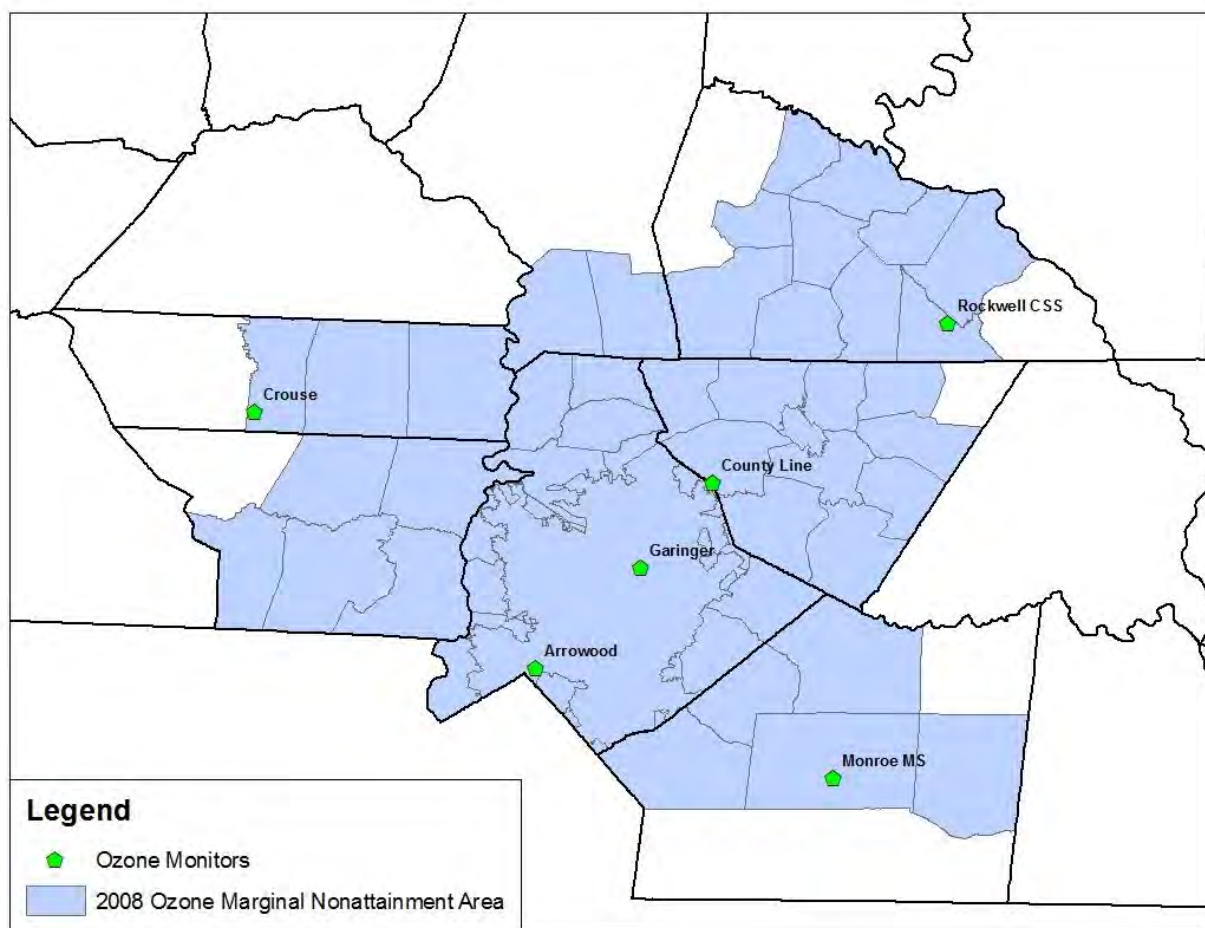 Rockwell CSS
Crouse
County Line
Garinger
Arrowood
Monroe MS
Legend
Ozone Monitors
2008 Ozone Marginal Nonattainment Area